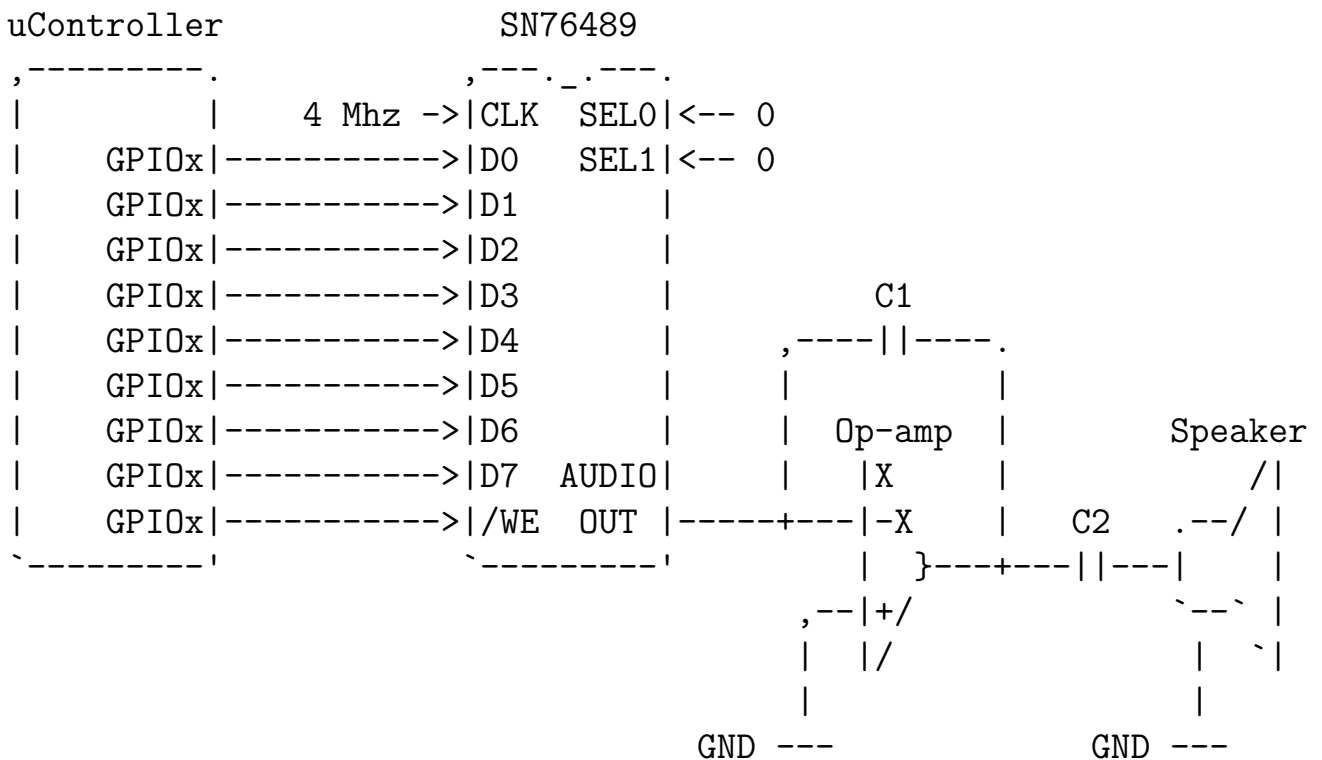 uController                SN76489
,---------.            ,---._.---.
|         |    4 Mhz ->|CLK  SEL0|<-- 0
|    GPIOx|----------->|D0   SEL1|<-- 0
|    GPIOx|----------->|D1       |
|    GPIOx|----------->|D2       |
|    GPIOx|----------->|D3       |         C1
|    GPIOx|----------->|D4       |     ,----||----.
|    GPIOx|----------->|D5       |     |          |
|    GPIOx|----------->|D6       |     |  Op-amp  |       Speaker
|    GPIOx|----------->|D7  AUDIO|     |   |X     |           /|
|    GPIOx|----------->|/WE  OUT |-----+---|-X    |   C2  .--/ |
`---------'            `---------'         |  }---+---||---|    |
                                        ,--|+/            `--` |
                                        |  |/              |  `|
                                        |                  |
                                   GND ---            GND ---